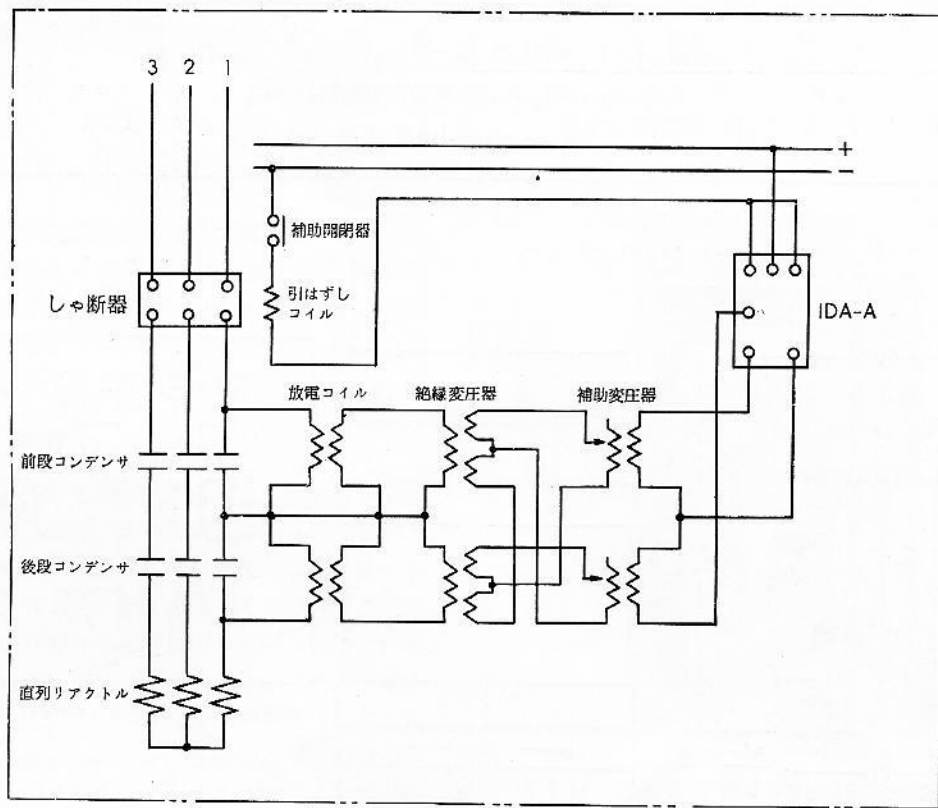 3 2 1
+
−
補助開閉器
しゃ断器
引はずし
コイル
IDA-A
放電コイル
絶縁変圧器
補助変圧器
前段コンデンサ
後段コンデンサ
直列リアクトル